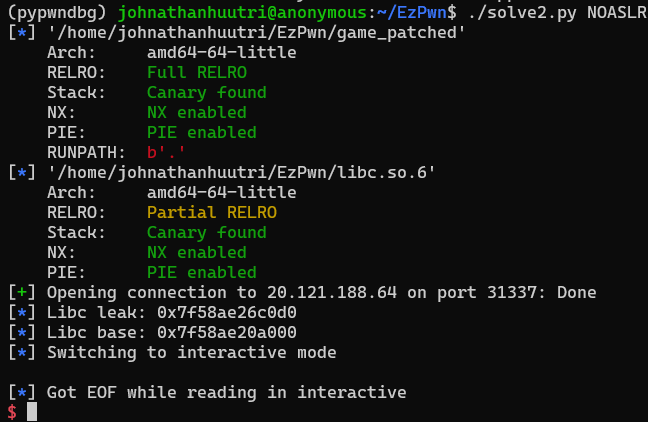 (pypwndbg) johnathanhuutri@anonymous:~/EzPwn$ ./solve2.py NOASLR
[*] '/home/johnathanhuutri/EzPwn/game_patched'
    Arch:     amd64-64-little
    RELRO:    Full RELRO
    Stack:    Canary found
    NX:       NX enabled
    PIE:      PIE enabled
    RUNPATH:  b'.'
[*] '/home/johnathanhuutri/EzPwn/libc.so.6'
    Arch:     amd64-64-little
    RELRO:    Partial RELRO
    Stack:    Canary found
    NX:       NX enabled
    PIE:      PIE enabled
[+] Opening connection to 20.121.188.64 on port 31337: Done
[*] Libc leak: 0x7f58ae26c0d0
[*] Libc base: 0x7f58ae20a000
[*] Switching to interactive mode
[*] Got EOF while reading in interactive
$